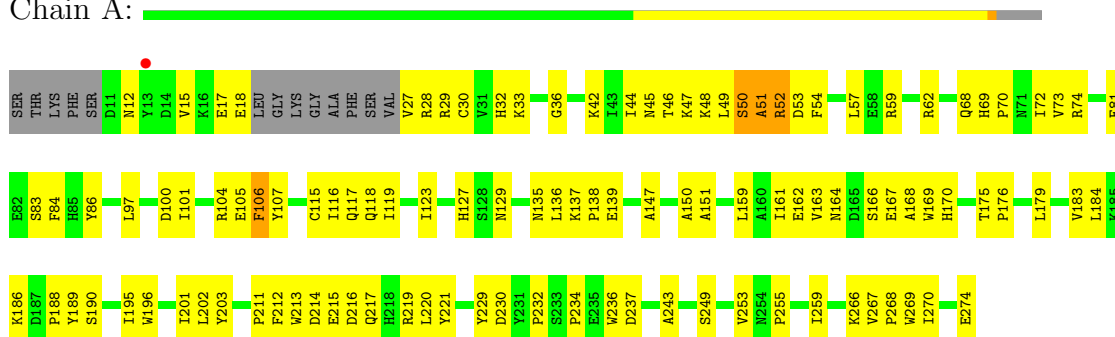 Chain A:
SER THR LYS PHE SER D11 N12 Y13 D14 V15 K16 E17 E18 LEU GLY LYS GLY ALA PHE SER VAL V27 R28 R29 C30 V31 H32 K33 G36 K42 I43 I44 N45 T46 K47 K48 L49 S50 A51 R52 D53 F54 L57 E58 R59 R62 Q68 H69 P70 N71 I72 V73 R74 E81
E82 S83 F84 H85 Y86 L97 D100 I101 R104 E105 F106 Y107 C115 I116 Q117 Q118 I119 I123 H127 S128 N129 N135 L136 K137 P138 E139 A147 A150 A151 L159 A160 I161 E162 V163 N164 D165 S166 E167 A168 W169 H170 T175 P176 L179 V183 L184 K185
K186 D187 P188 Y189 S190 I195 W196 I201 L202 Y203 P211 F212 W213 D214 E215 D216 Q217 H218 R219 L220 Y221 Y229 D230 Y231 P232 S233 P234 E235 W236 D237 A243 S249 V253 N254 P255 I259 K266 V267 P268 W269 I270 E274